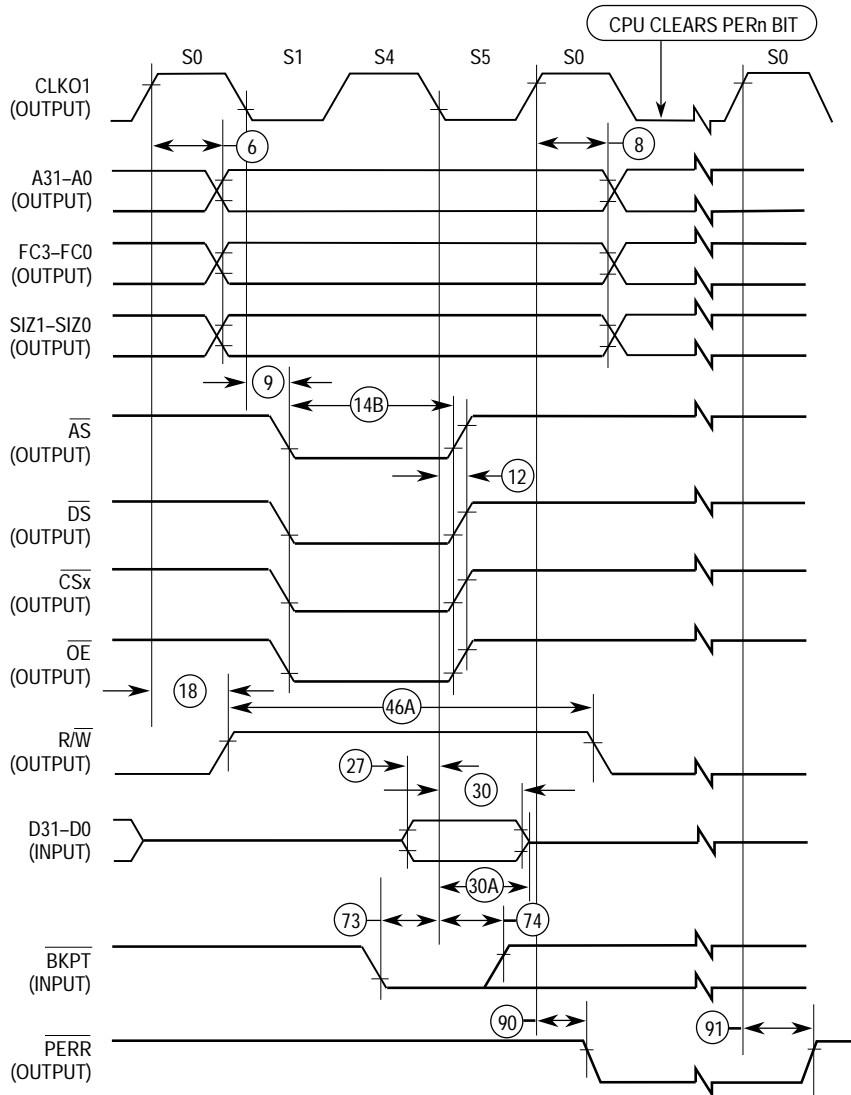 CPU CLEARS PERn BIT
S0 S1 S4 S5 S0 S0
CLKO1
(OUTPUT)
6 8
A31–A0
(OUTPUT)
FC3–FC0
(OUTPUT)
SIZ1–SIZ0
(OUTPUT)
9
14B
AS
(OUTPUT)
12
DS
(OUTPUT)
CSx
(OUTPUT)
OE
(OUTPUT)
18
46A
R/W
(OUTPUT)
27
30
D31–D0
(INPUT)
30A
73 74
BKPT
(INPUT)
90 91
PERR
(OUTPUT)